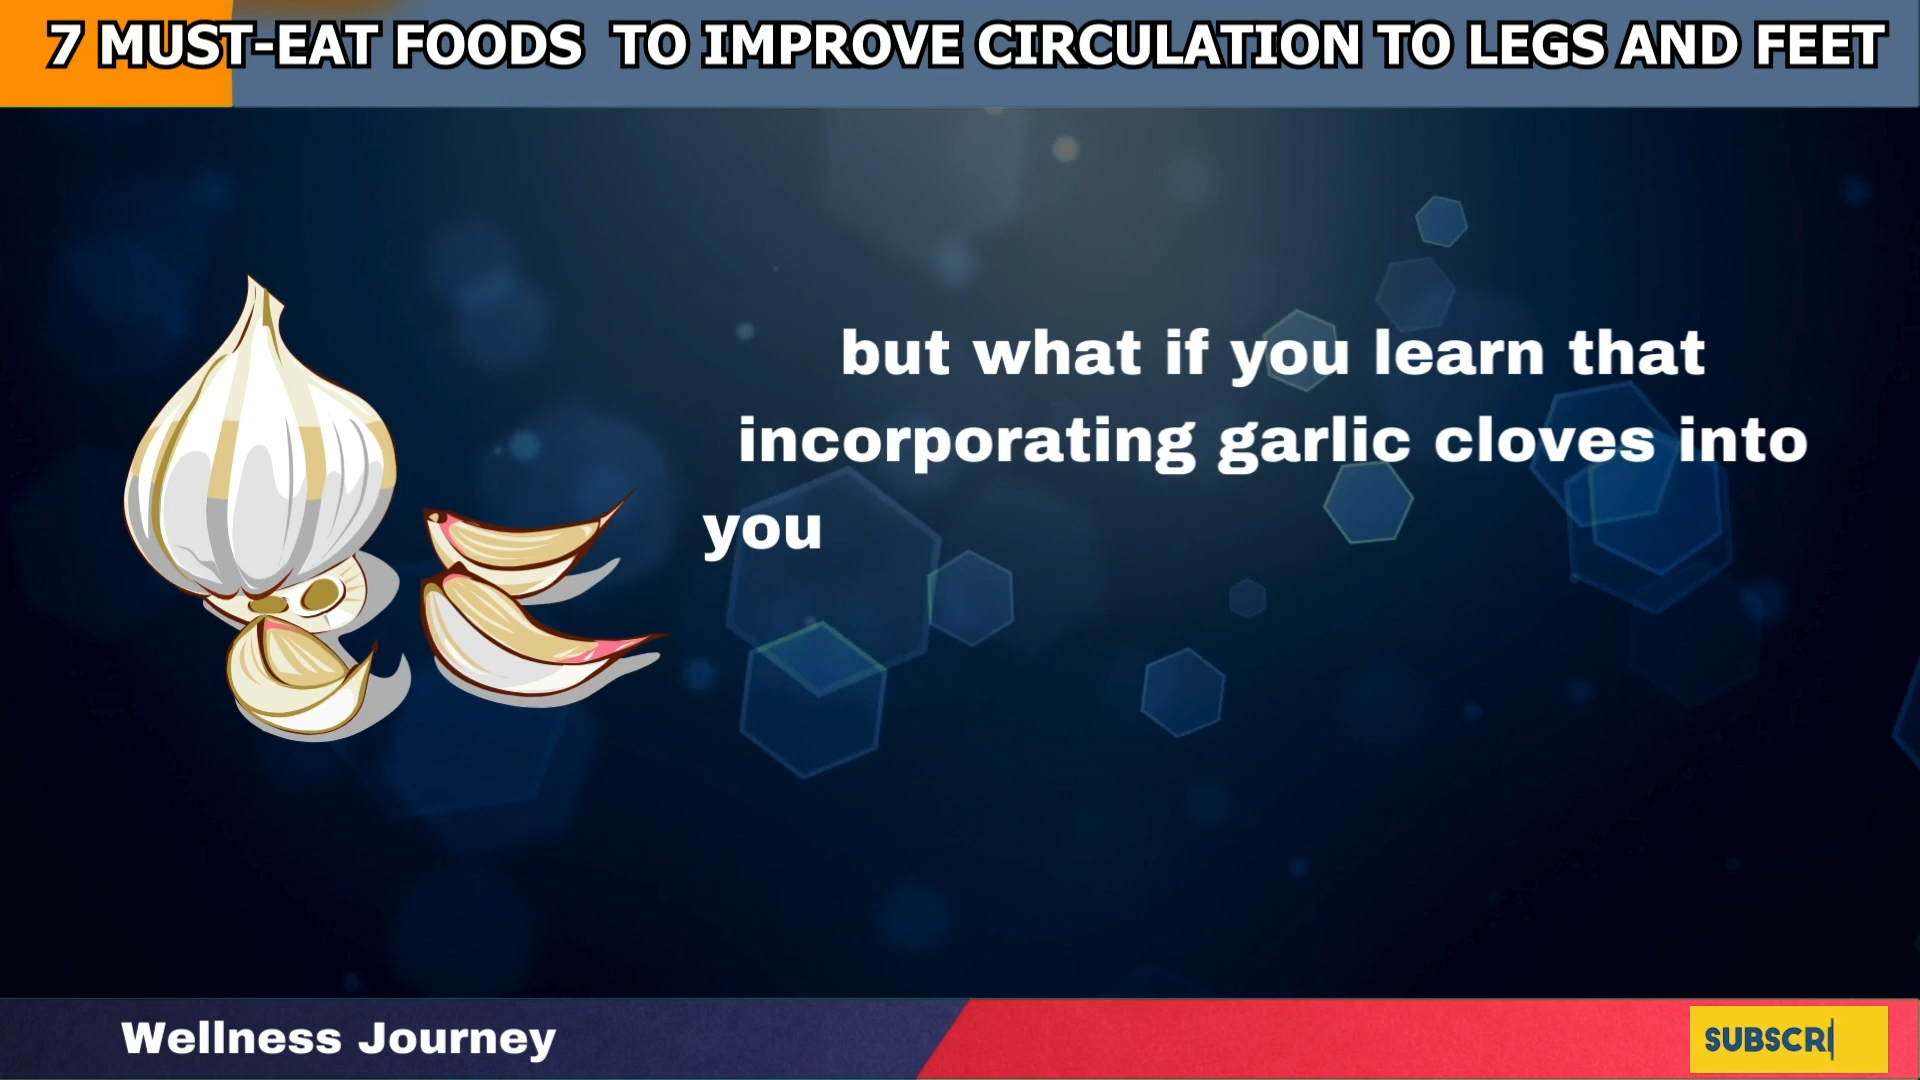 7 MUST-EAT FOODS TO IMPROVE CIRCULATION TO LEGS AND FEET
but what if you learn that
incorporating garlic cloves into
you
Wellness Journey
SUBSCRI